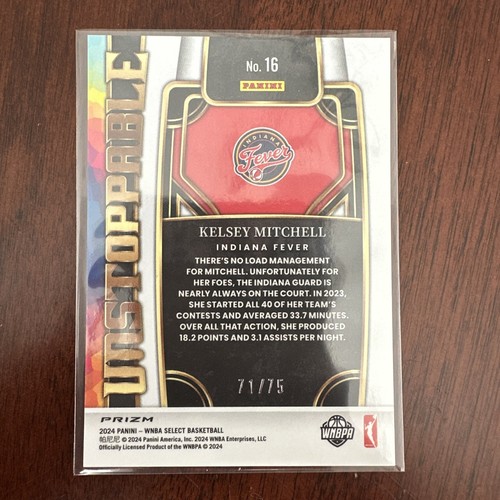 No. 16
PANINI
UNSTOPPABLE
INDIANA
Fever
KELSEY MITCHELL
INDIANA FEVER
THERE'S NO LOAD MANAGEMENT
FOR MITCHELL. UNFORTUNATELY FOR
HER FOES, THE INDIANA GUARD IS
NEARLY ALWAYS ON THE COURT. IN 2023,
SHE STARTED ALL 40 OF HER TEAM'S
CONTESTS AND AVERAGED 33.7 MINUTES.
OVER ALL THAT ACTION, SHE PRODUCED
18.2 POINTS AND 3.1 ASSISTS PER NIGHT.
71/75
PRIZM
2024 PANINI – WNBA SELECT BASKETBALL
帕尼尼 © 2024 Panini America, Inc. 2024 WNBA Enterprises, LLC
Officially Licensed Product of the WNBPA © 2024
WNBPA